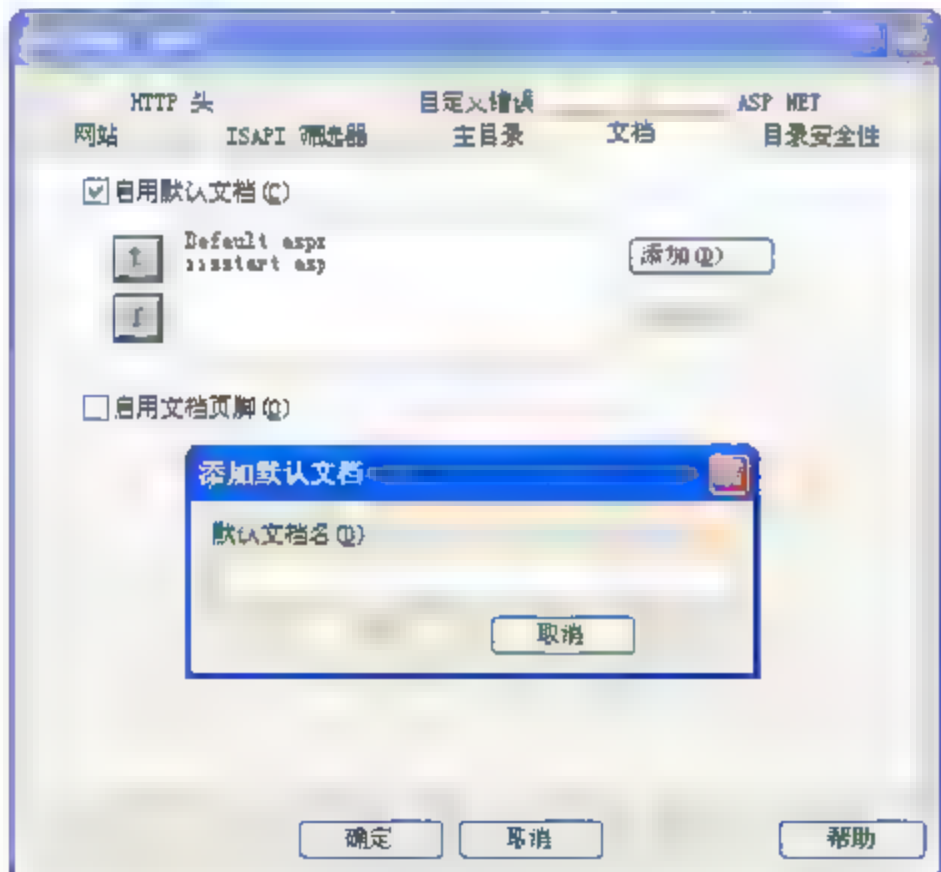 HTTP 头 自定义错误 ASP NET
网站 ISAPI 筛选器 主目录 文档 目录安全性
启用默认文档(C)
Default aspx
iisstart asp
添加(D)
启用文档页脚(O)
添加默认文档
默认文档名
取消
确定 取消 帮助